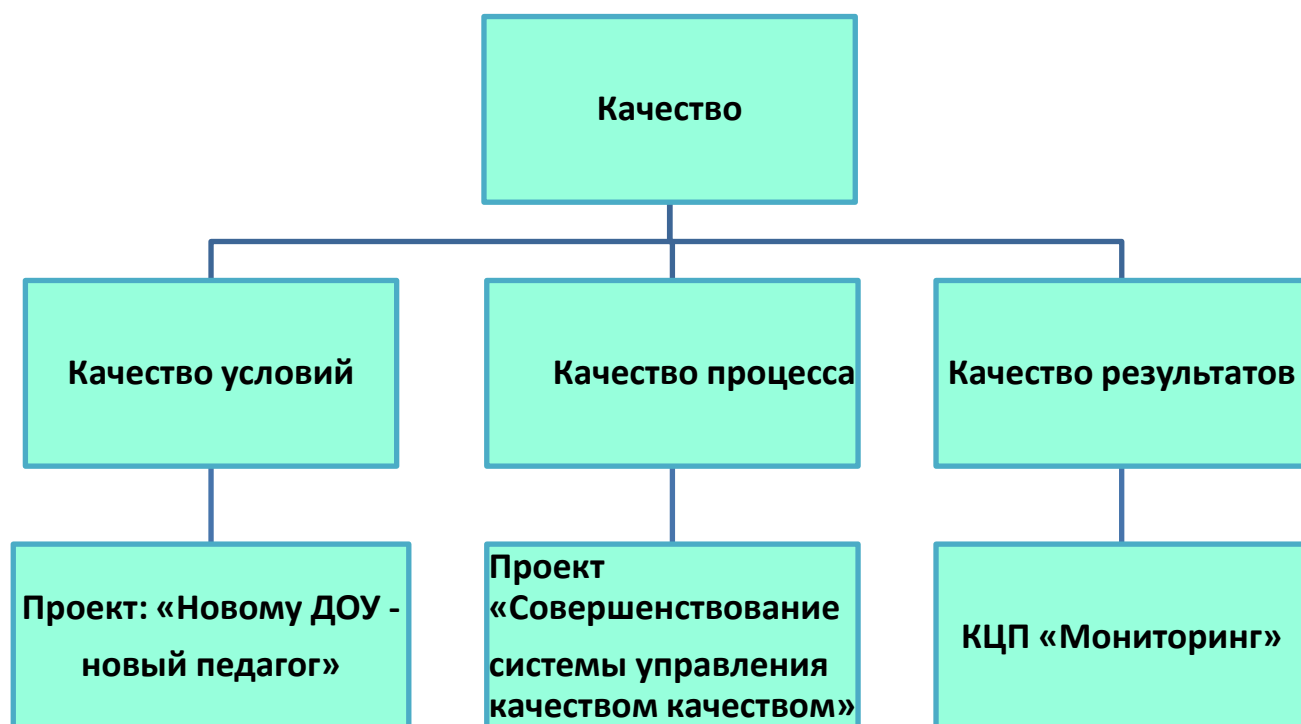 Качество
Качество условий
Качество процесса
Качество результатов
Проект: «Новому ДОУ -
новый педагог»
Проект
«Совершенствование
системы управления
качеством качеством»
КЦП «Мониторинг»